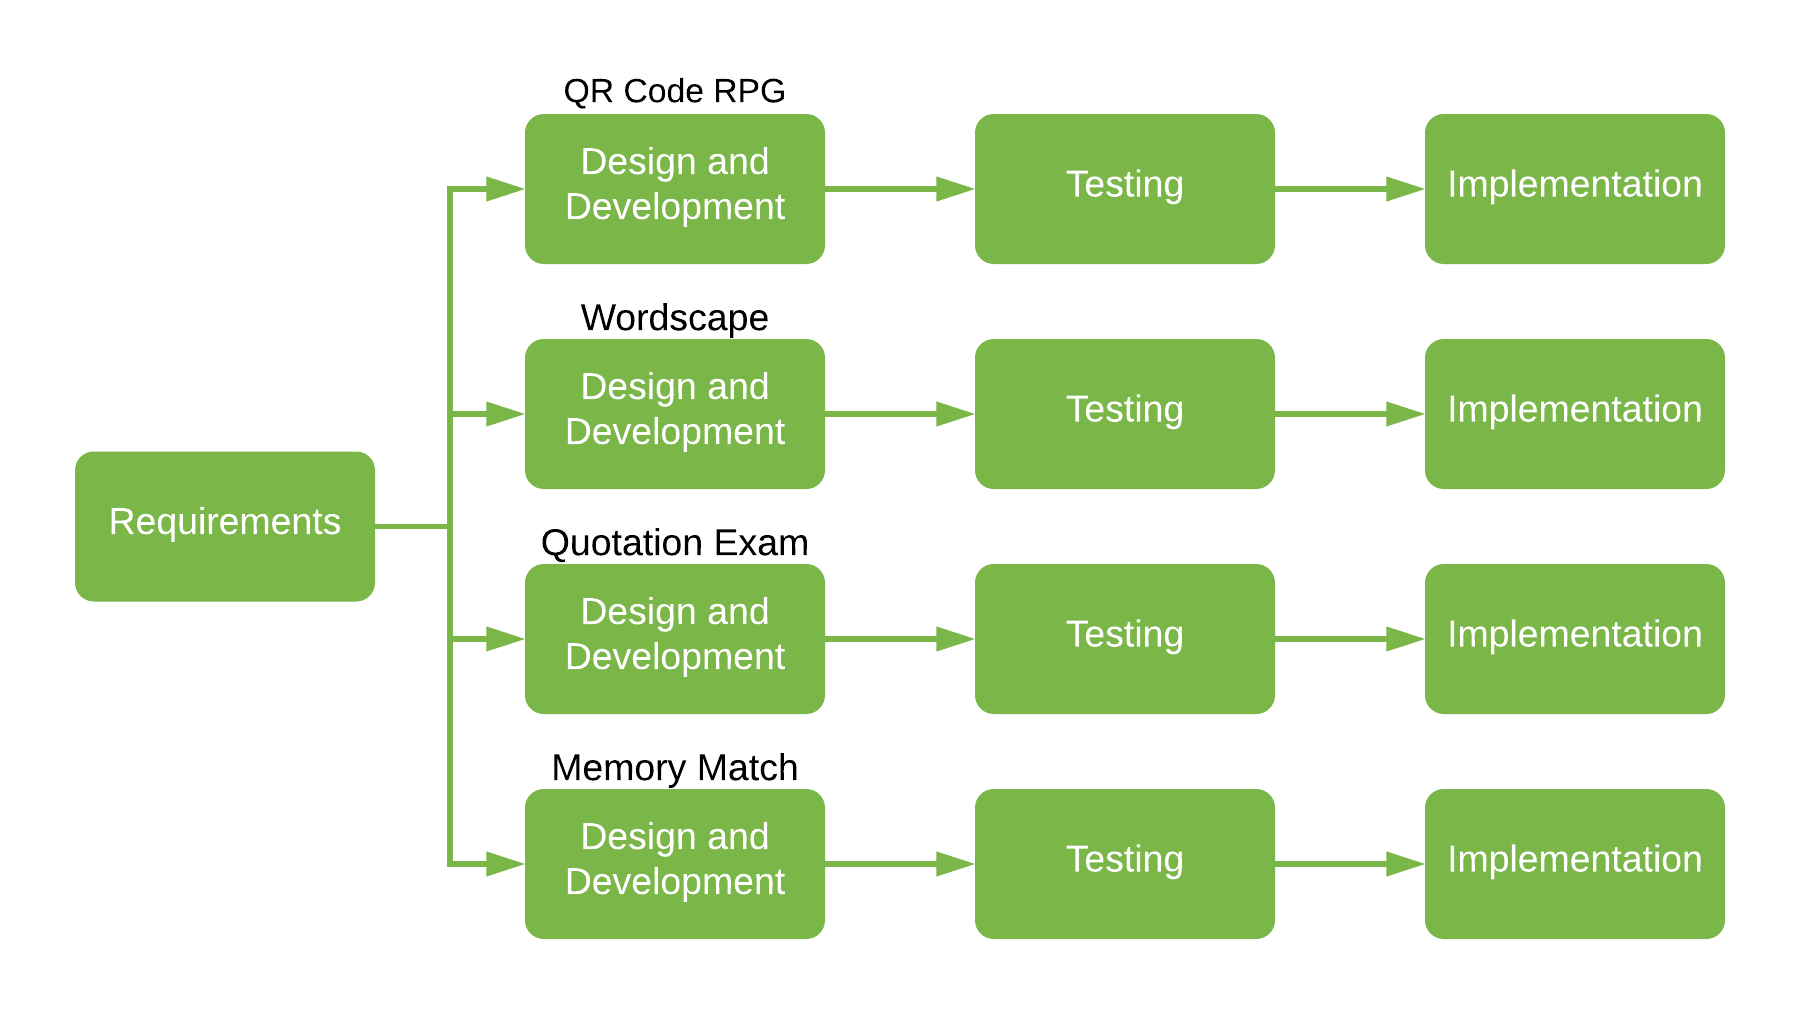 QR Code RPG
Design and
Development
Testing
Implementation
Wordscape
Design and
Development
Testing
Implementation
Requirements
Quotation Exam
Design and
Development
Testing
Implementation
Memory Match
Design and
Development
Testing
Implementation